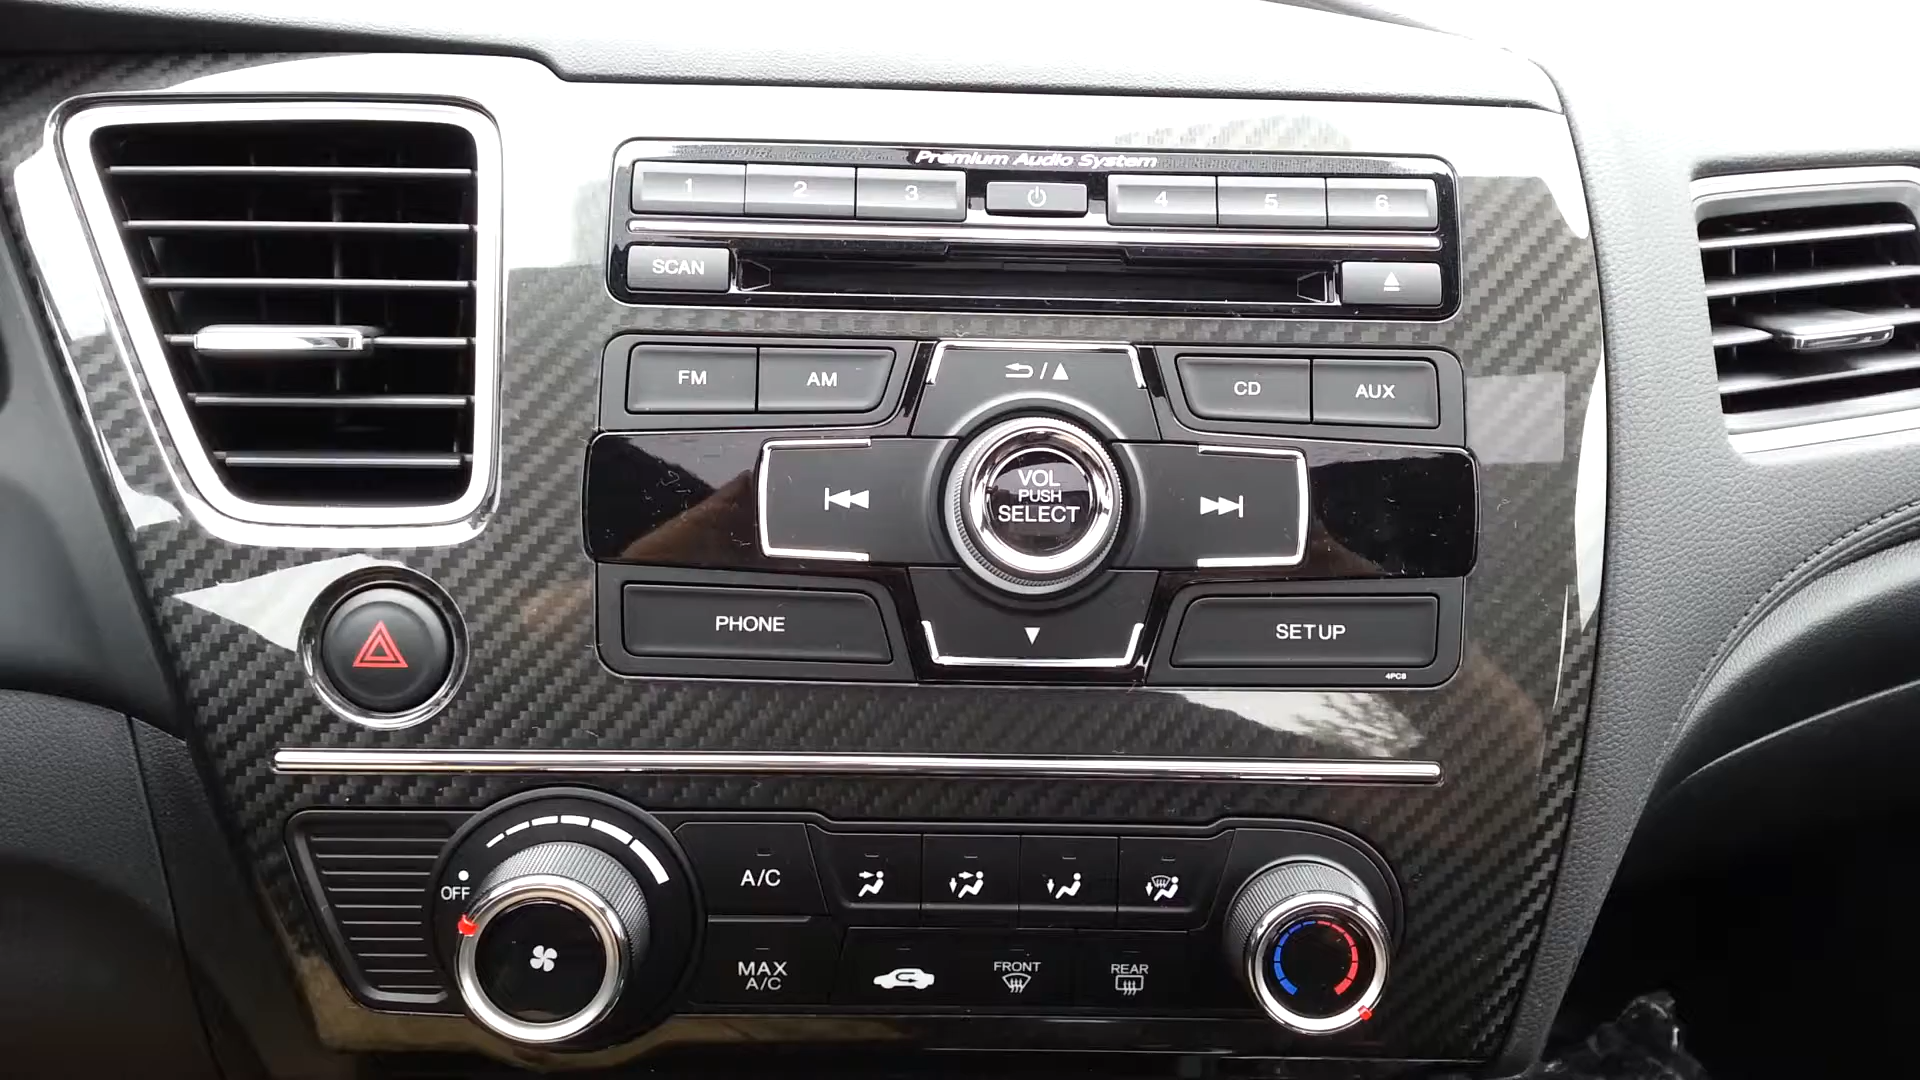 Premium Audio System
1 2 3 4 5 6
SCAN
FM AM CD AUX
VOL
PUSH
SELECT
PHONE SETUP
4PC8
OFF
A/C
MAX
A/C
FRONT
REAR